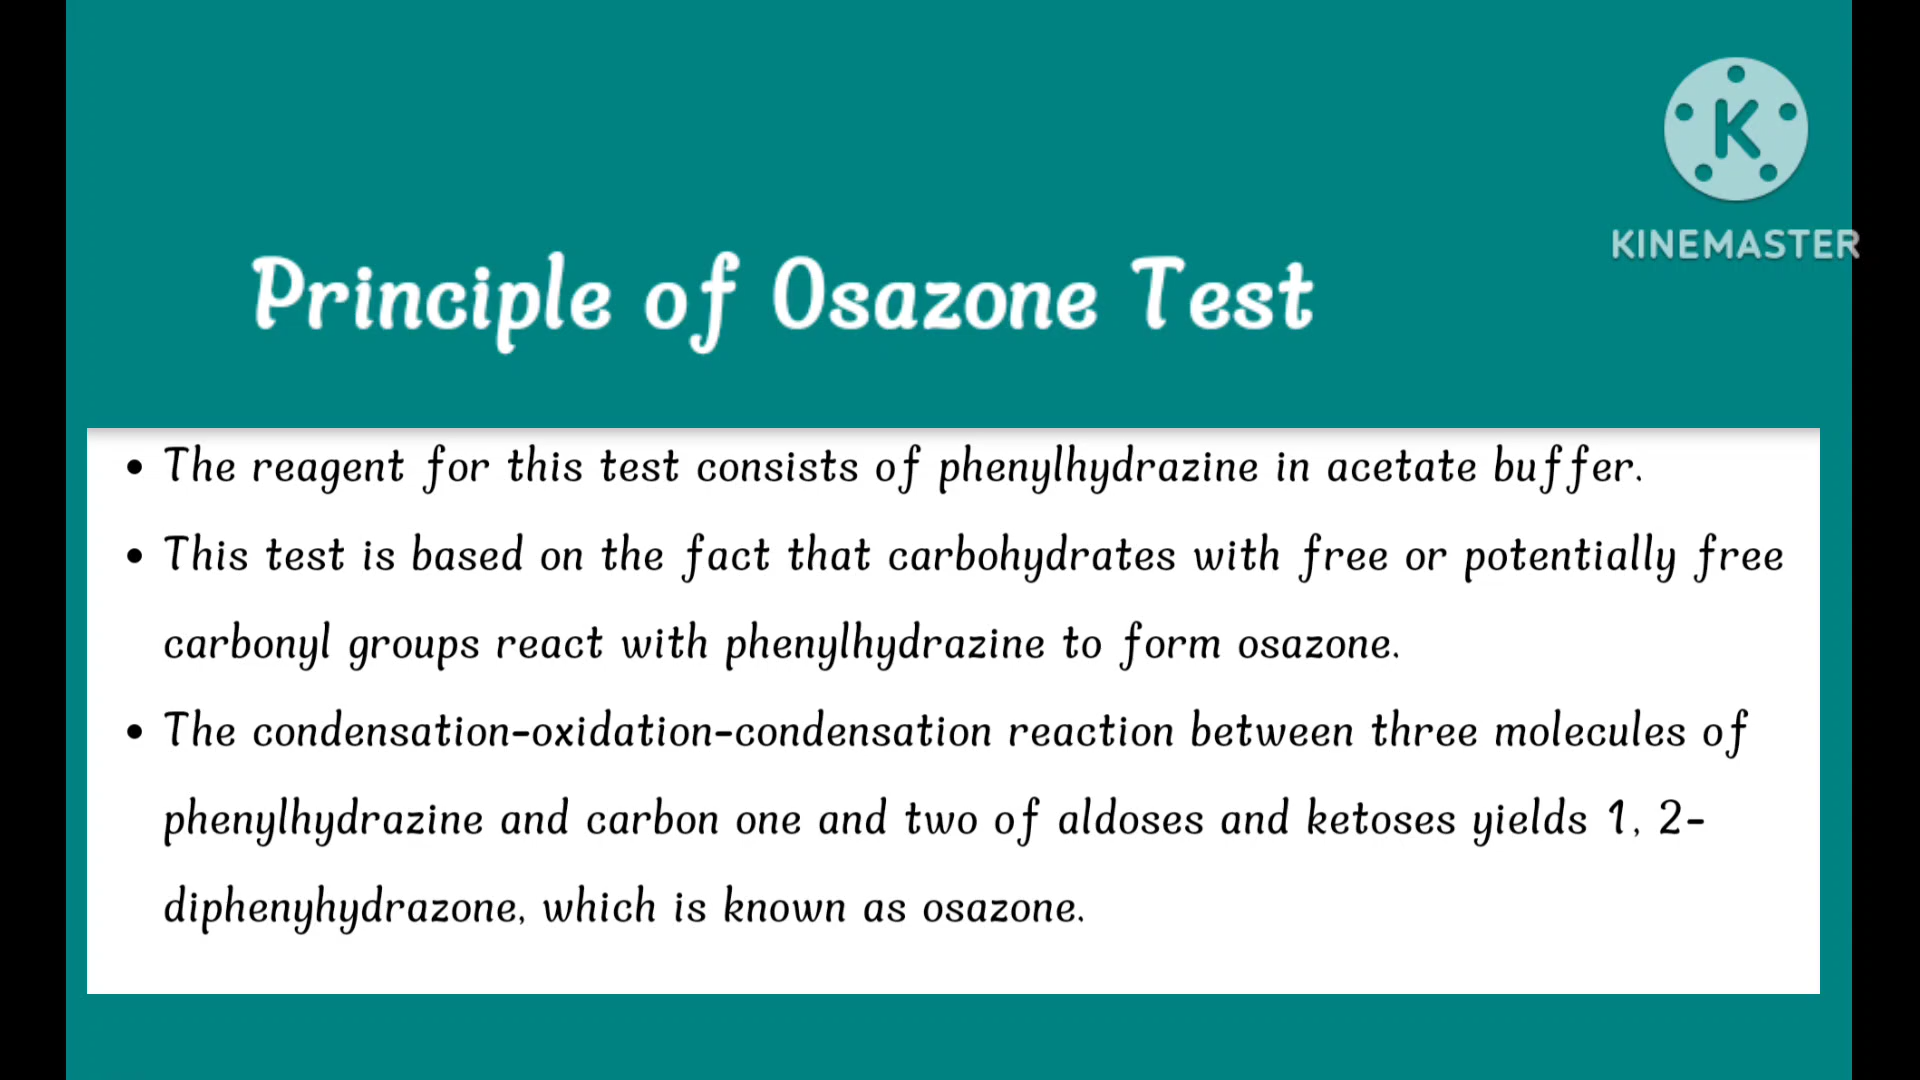 K
KINEMASTER
Principle of Osazone Test
• The reagent for this test consists of phenylhydrazine in acetate buffer.
• This test is based on the fact that carbohydrates with free or potentially free
carbonyl groups react with phenylhydrazine to form osazone.
• The condensation-oxidation-condensation reaction between three molecules of
phenylhydrazine and carbon one and two of aldoses and ketoses yields 1, 2-
diphenyhydrazone, which is known as osazone.